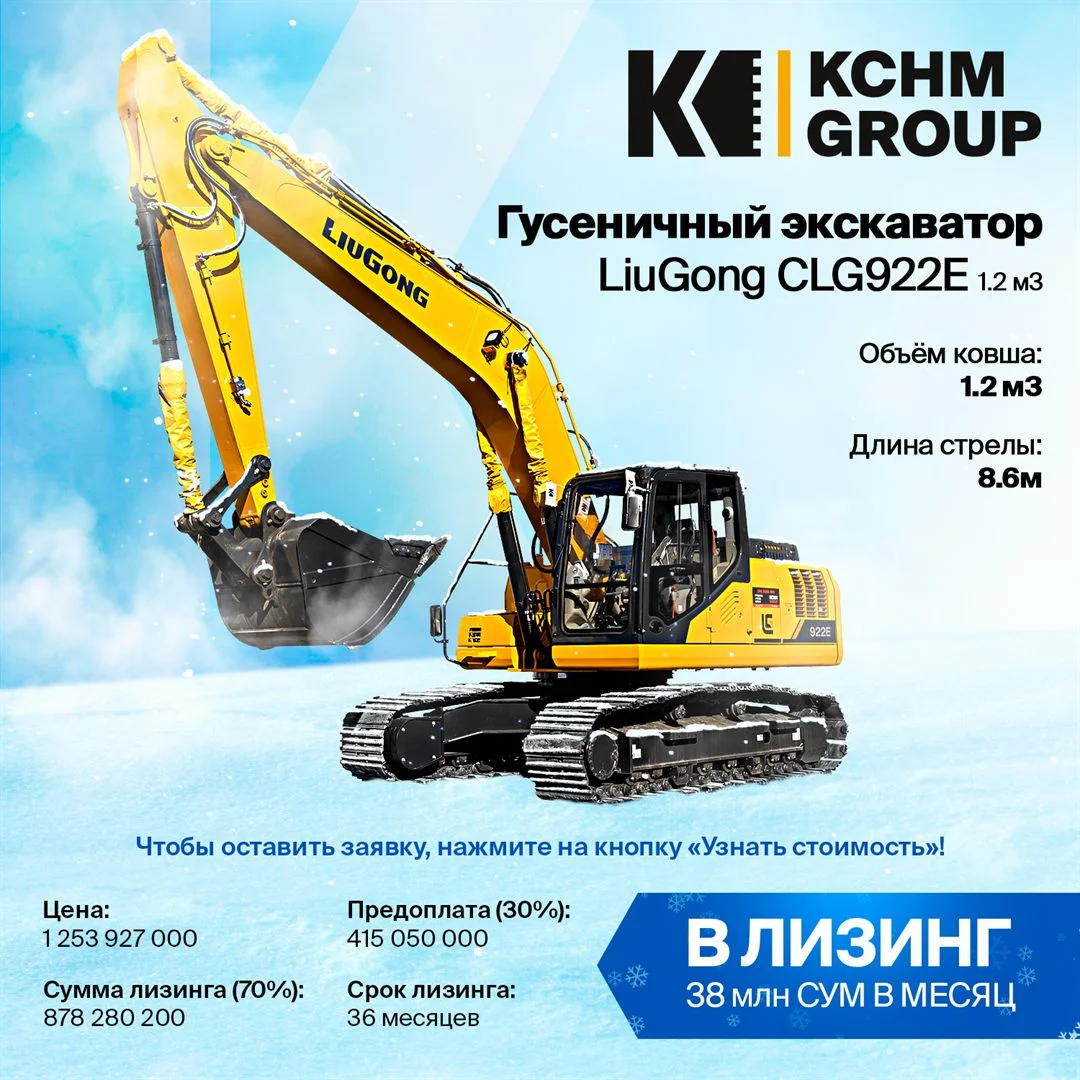 KCHM
GROUP
Гусеничный экскаватор
LiuGong CLG922E 1.2 м3
Объём ковша:
1.2 м3
Длина стрелы:
8.6м
LIUGONG
922E
Чтобы оставить заявку, нажмите на кнопку «Узнать стоимость»!
Цена:
1 253 927 000
Предоплата (30%):
415 050 000
Сумма лизинга (70%):
878 280 200
Срок лизинга:
36 месяцев
В ЛИЗИНГ
38 млн СУМ В МЕСЯЦ